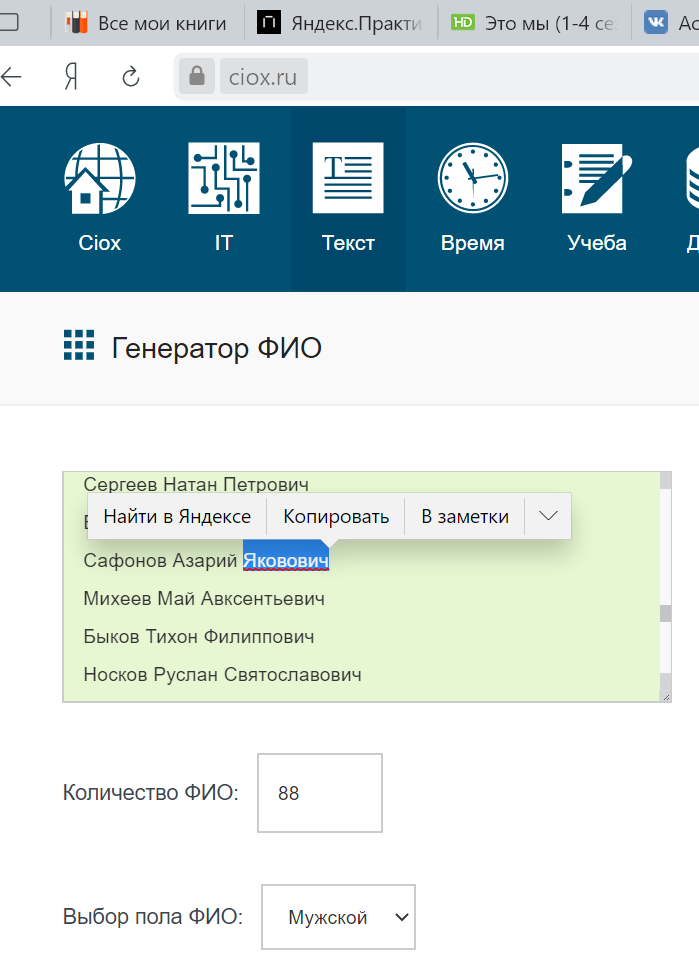 Все мои книги
Яндекс.Практи
HD Это мы (1-4 се
Ас
Я
ciox.ru
Ciox
IT
Текст
Время
Учеба
Генератор ФИО
Сергеев Натан Петрович
Найти в Яндексе Копировать В заметки
Сафонов Азарий Яковович
Михеев Май Авксентьевич
Быков Тихон Филиппович
Носков Руслан Святославович
Количество ФИО: 88
Выбор пола ФИО: Мужской